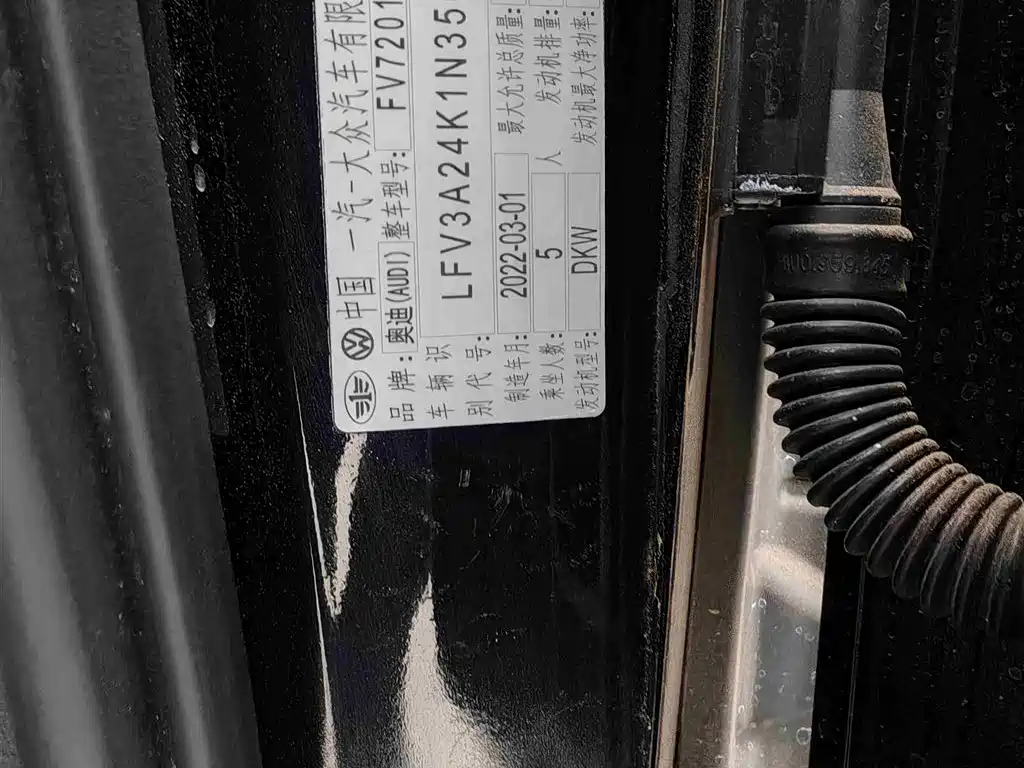 中国 一汽-大众汽车有限
品牌: 奥迪(AUDI) 整车型号: FV7201
车辆识别代号: LFV3A24K1N35
制造年月: 2022-03-01 最大允许总质量:
乘坐人数: 5 人 发动机排量:
发动机型号: DKW 发动机最大净功率: